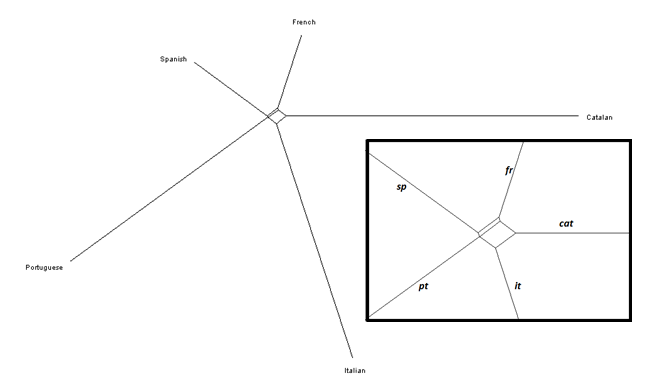 French
Spanish
Catalan
fr
sp
cat
Portuguese
pt
it
Italian